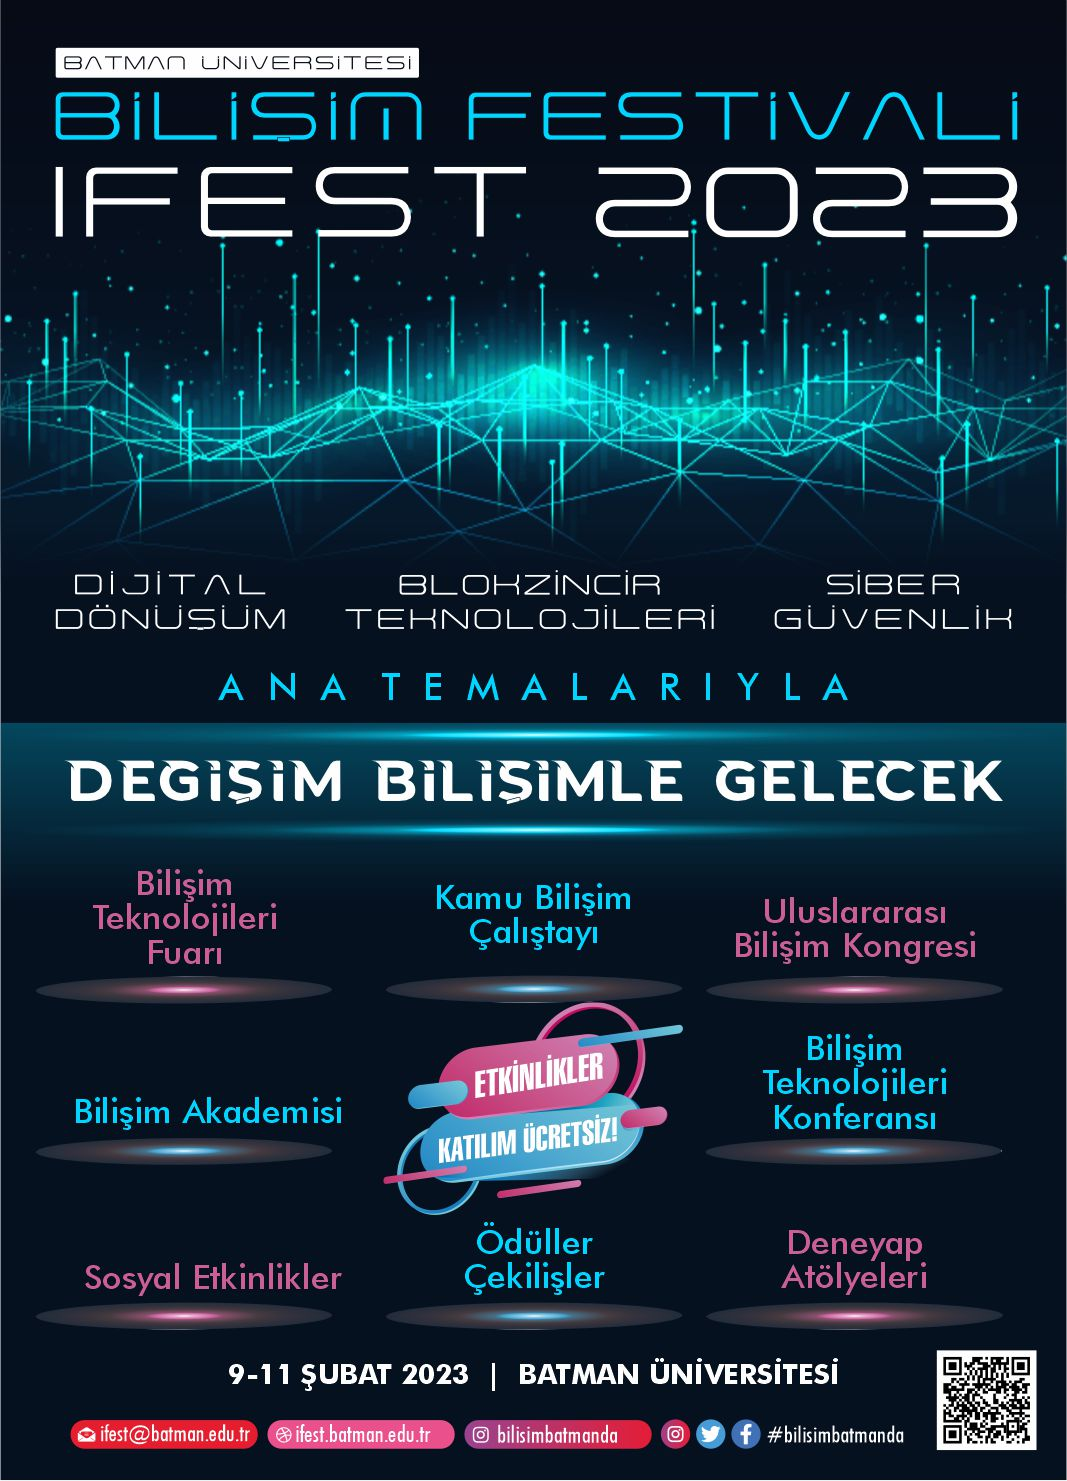 BATMAN ÜNİVERSİTESİ
BİLİŞİM FESTİVALİ
IFEST 2023
DİJİTAL
DÖNÜŞÜM
BLOKZİNCİR
TEKNOLOJİLERİ
SİBER
GÜVENLİK
ANA TEMALARIYLA
DEĞİŞİM BİLİŞİMLE GELECEK
Bilişim
Teknolojileri
Fuarı
Kamu Bilişim
Çalıştayı
Uluslararası
Bilişim Kongresi
Bilişim Akademisi
ETKİNLİKLER
KATILIM ÜCRETSİZ!
Bilişim
Teknolojileri
Konferansı
Sosyal Etkinlikler
Ödüller
Çekilişler
Deneyap
Atölyeleri
9-11 ŞUBAT 2023 | BATMAN ÜNİVERSİTESİ
ifest@batman.edu.tr ifest.batman.edu.tr bilisimbatmanda #bilisimbatmanda